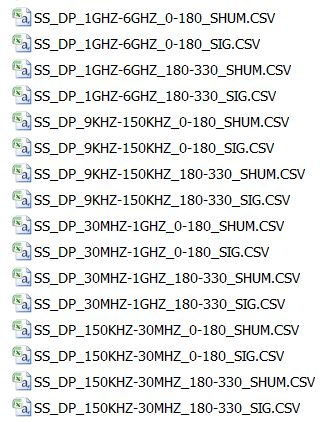 SS_DP_1GHZ-6GHZ_0-180_SHUM.CSV
SS_DP_1GHZ-6GHZ_0-180_SIG.CSV
SS_DP_1GHZ-6GHZ_180-330_SHUM.CSV
SS_DP_1GHZ-6GHZ_180-330_SIG.CSV
SS_DP_9KHZ-150KHZ_0-180_SHUM.CSV
SS_DP_9KHZ-150KHZ_0-180_SIG.CSV
SS_DP_9KHZ-150KHZ_180-330_SHUM.CSV
SS_DP_9KHZ-150KHZ_180-330_SIG.CSV
SS_DP_30MHZ-1GHZ_0-180_SHUM.CSV
SS_DP_30MHZ-1GHZ_0-180_SIG.CSV
SS_DP_30MHZ-1GHZ_180-330_SHUM.CSV
SS_DP_30MHZ-1GHZ_180-330_SIG.CSV
SS_DP_150KHZ-30MHZ_0-180_SHUM.CSV
SS_DP_150KHZ-30MHZ_0-180_SIG.CSV
SS_DP_150KHZ-30MHZ_180-330_SHUM.CSV
SS_DP_150KHZ-30MHZ_180-330_SIG.CSV